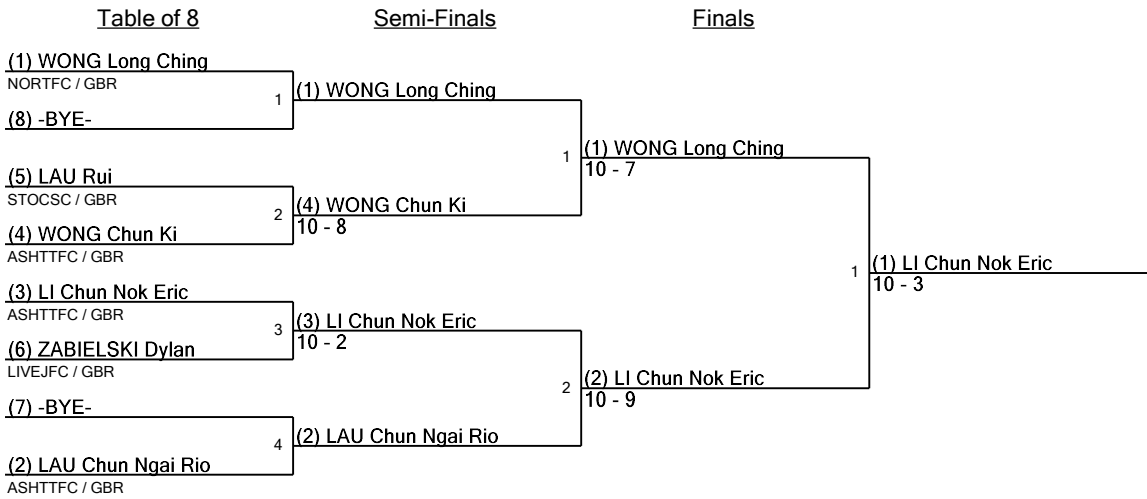 Table of 8 Semi-Finals Finals
(1) WONG Long Ching
NORTFC / GBR
1 (1) WONG Long Ching
(8) -BYE-
1 (1) WONG Long Ching
10 - 7
(5) LAU Rui
STOCSC / GBR
2 (4) WONG Chun Ki
10 - 8
(4) WONG Chun Ki
ASHTTFC / GBR
1 (1) LI Chun Nok Eric
10 - 3
(3) LI Chun Nok Eric
ASHTTFC / GBR
3 (3) LI Chun Nok Eric
10 - 2
(6) ZABIELSKI Dylan
LIVEJFC / GBR
2 (2) LI Chun Nok Eric
10 - 9
(7) -BYE-
4 (2) LAU Chun Ngai Rio
(2) LAU Chun Ngai Rio
ASHTTFC / GBR